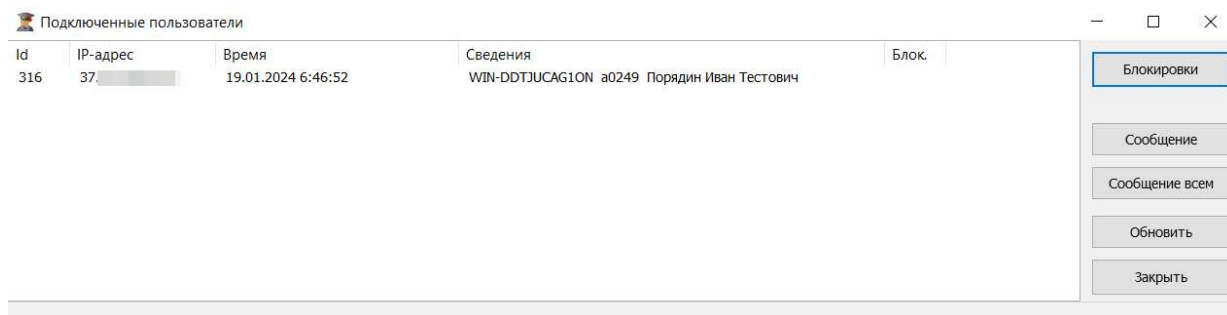 Подключенные пользователи
Id IP-адрес Время Сведения Блок.
316 37. 19.01.2024 6:46:52 WIN-DDTJUCAG1ON a0249 Порядин Иван Тестович
Блокировки
Сообщение
Сообщение всем
Обновить
Закрыть